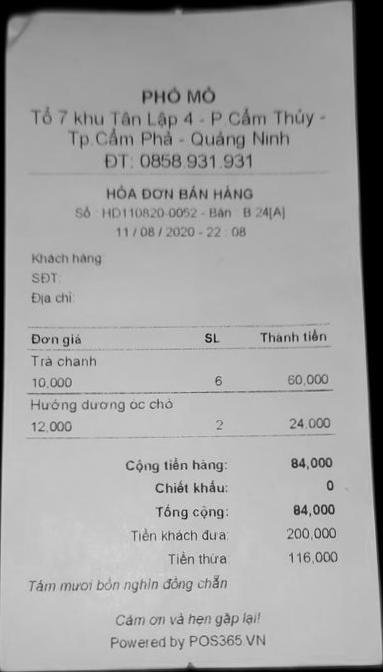 PHỐ MỎ
Tổ 7 khu Tân Lập 4 - P Cẩm Thủy -
Tp.Cẩm Phả - Quảng Ninh
ĐT: 0858.931.931
HÓA ĐƠN BÁN HÀNG
Số : HD110820-0052 - Bàn : B 24[A]
11 / 08 / 2020 - 22 : 08
Khách hàng:
SĐT:
Địa chỉ:
Đơn giá SL Thành tiền
Trà chanh
10,000 6 60,000
Hướng dương óc chó
12,000 2 24,000
Cộng tiền hàng: 84,000
Chiết khấu: 0
Tổng cộng: 84,000
Tiền khách đưa: 200,000
Tiền thừa: 116,000
Tám mươi bốn nghìn đồng chẵn
Cảm ơn và hẹn gặp lại!
Powered by POS365.VN